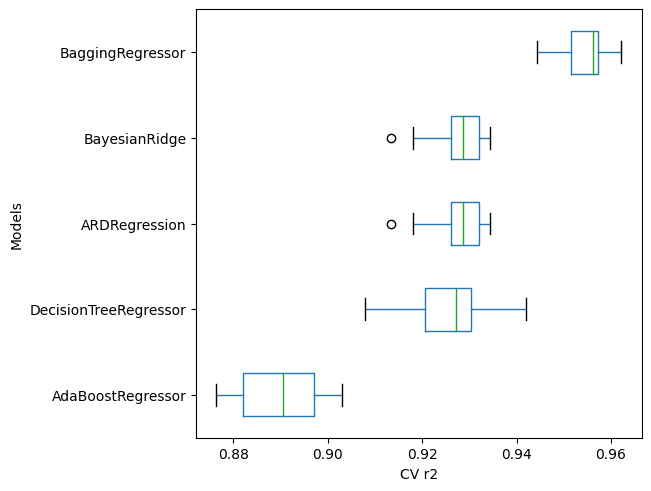 BaggingRegressor
BayesianRidge
ARDRegression
DecisionTreeRegressor
AdaBoostRegressor
Models
0.88 0.90 0.92 0.94 0.96
CV r2